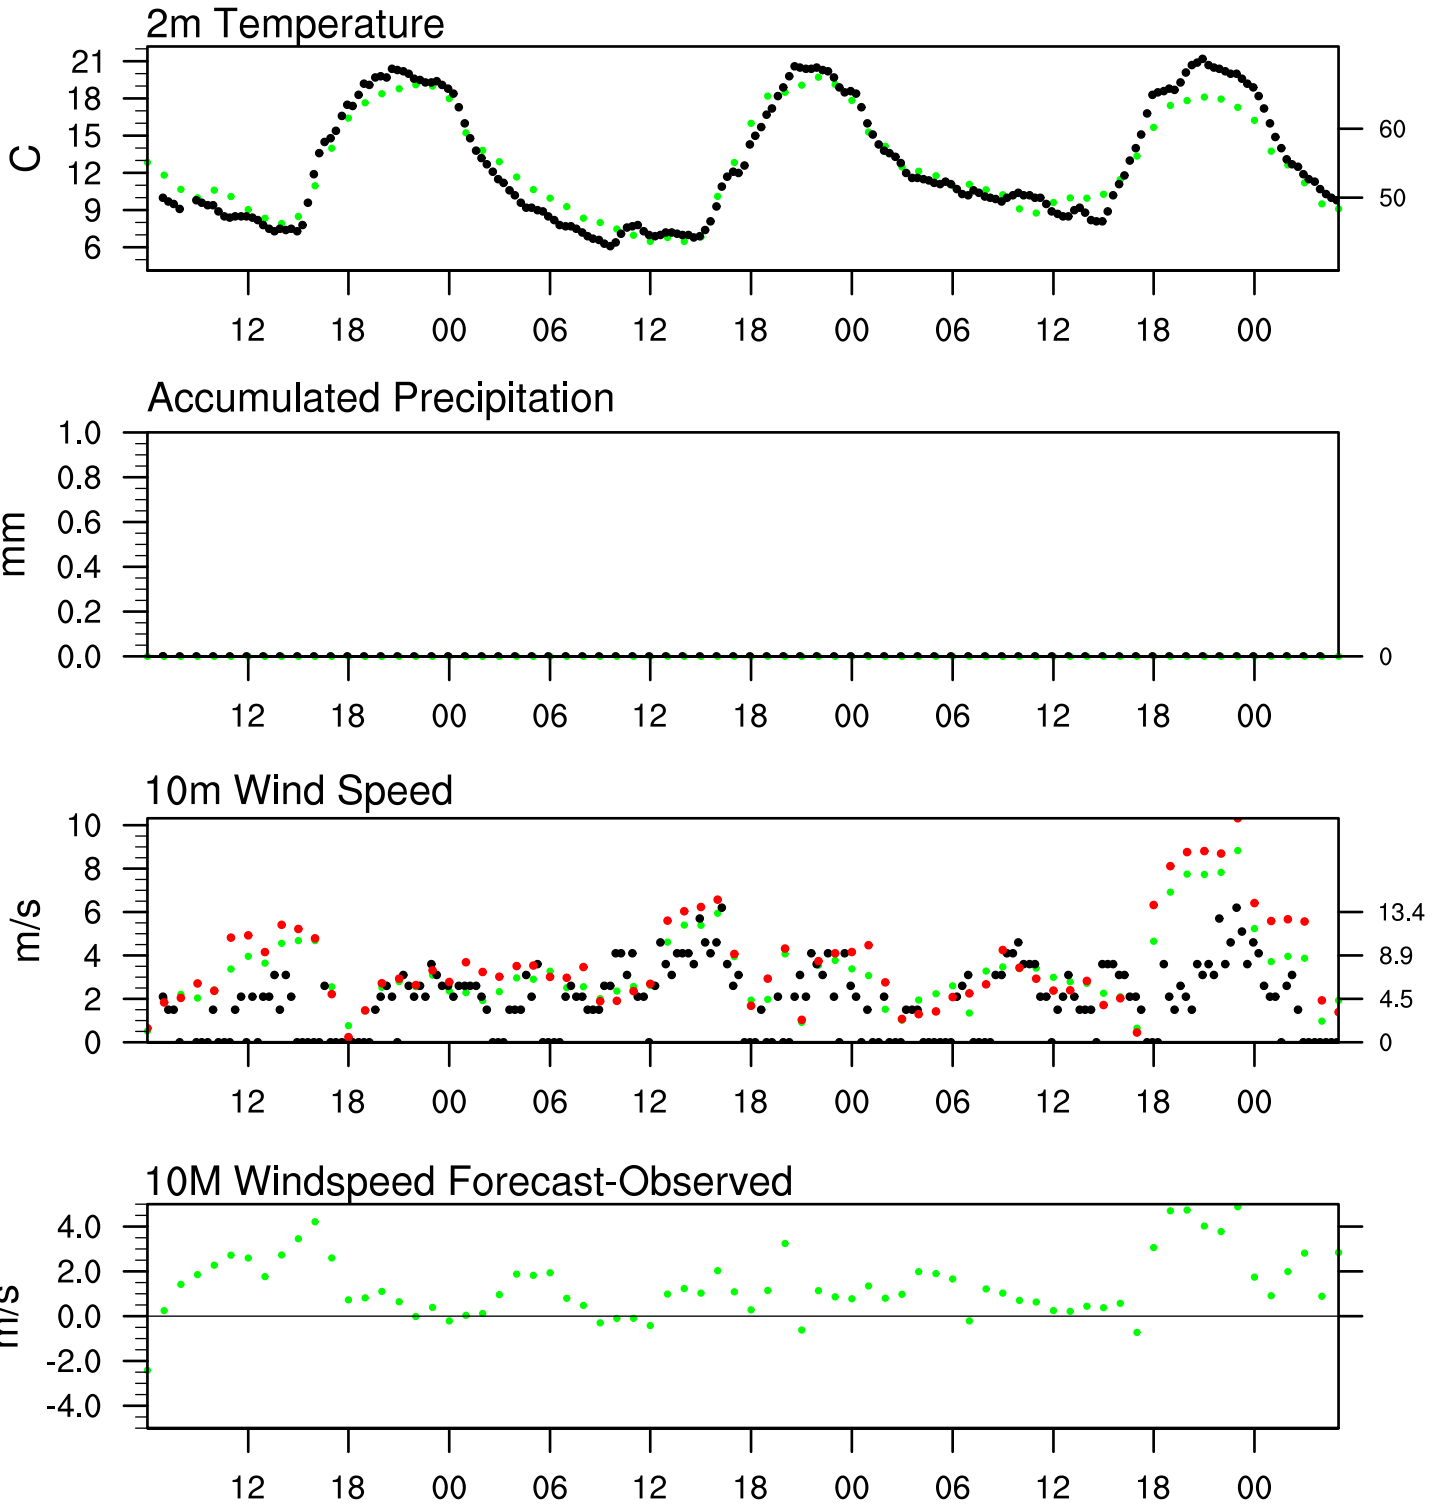 2m Temperature
21
18
15
12
9
6
C
60
50
12 18 00 06 12 18 00 06 12 18 00
Accumulated Precipitation
1.0
0.8
0.6
0.4
0.2
0.0
mm
0
12 18 00 06 12 18 00 06 12 18 00
10m Wind Speed
10
8
6
4
2
0
m/s
13.4
8.9
4.5
0
12 18 00 06 12 18 00 06 12 18 00
10M Windspeed Forecast-Observed
4.0
2.0
0.0
-2.0
-4.0
m/s
12 18 00 06 12 18 00 06 12 18 00